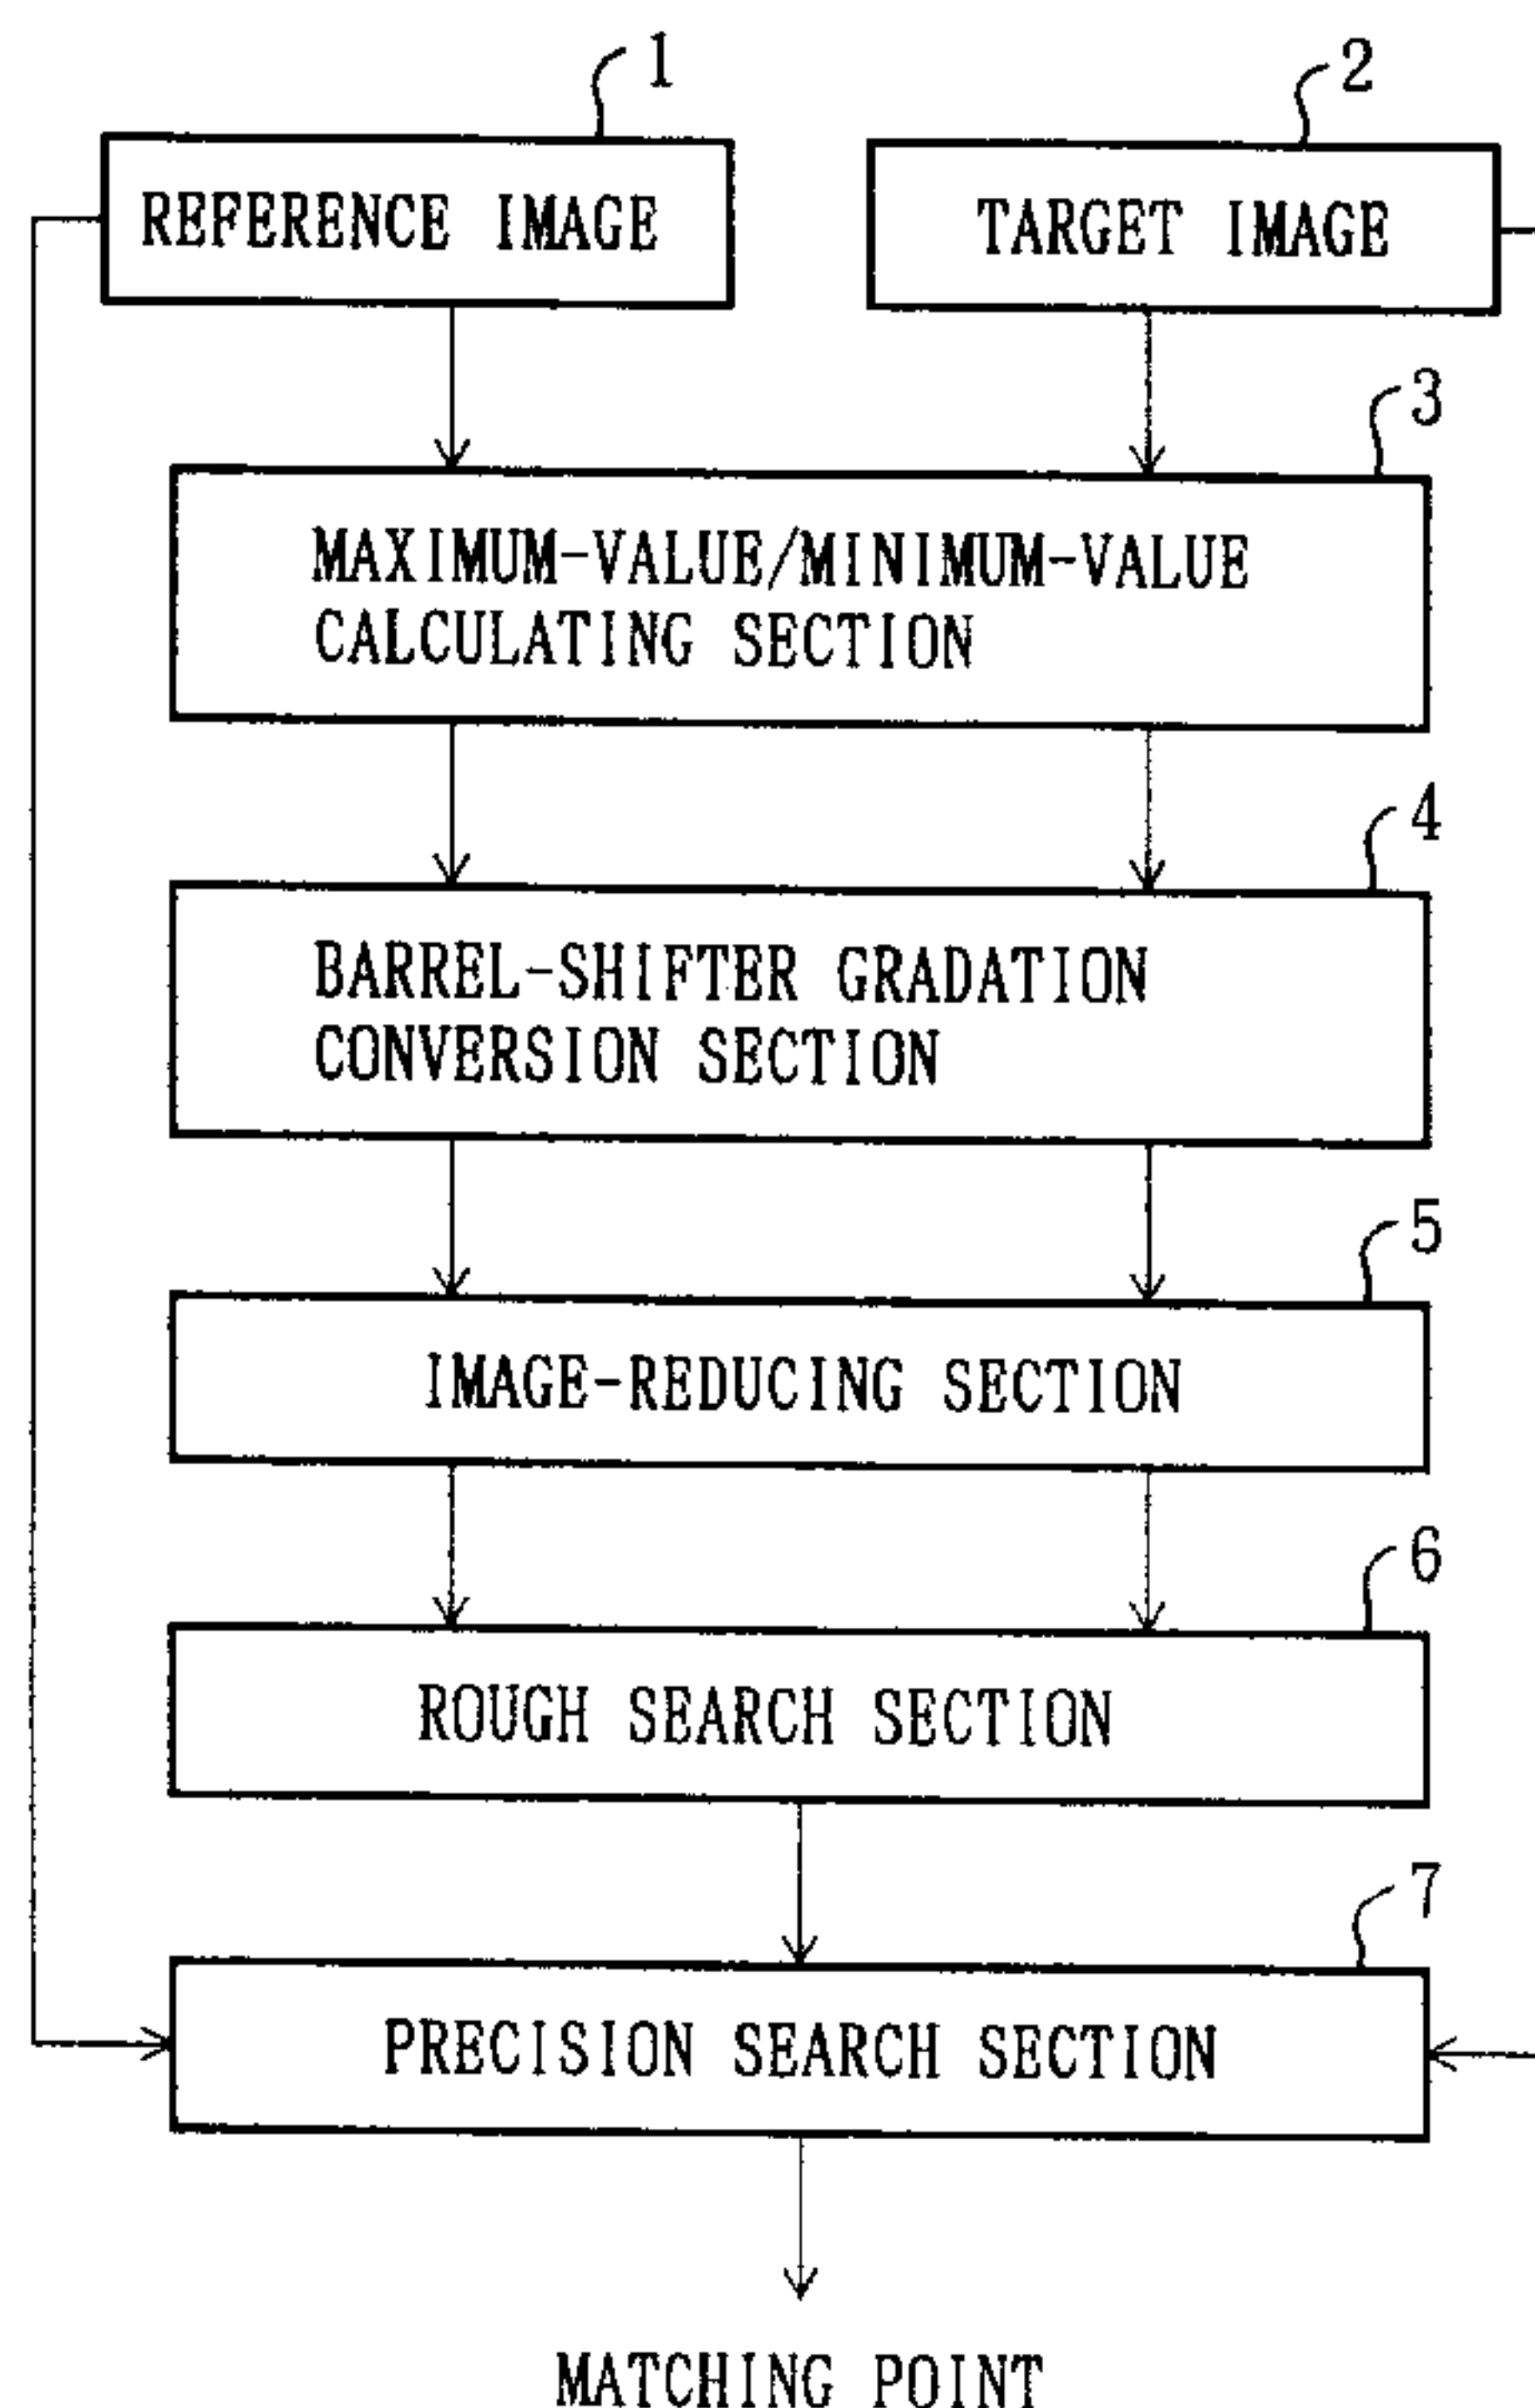 1
REFERENCE IMAGE
2
TARGET IMAGE
3
MAXIMUM-VALUE/MINIMUM-VALUE
CALCULATING SECTION
4
BARREL-SHIFTER GRADATION
CONVERSION SECTION
5
IMAGE-REDUCING SECTION
6
ROUGH SEARCH SECTION
7
PRECISION SEARCH SECTION
MATCHING POINT